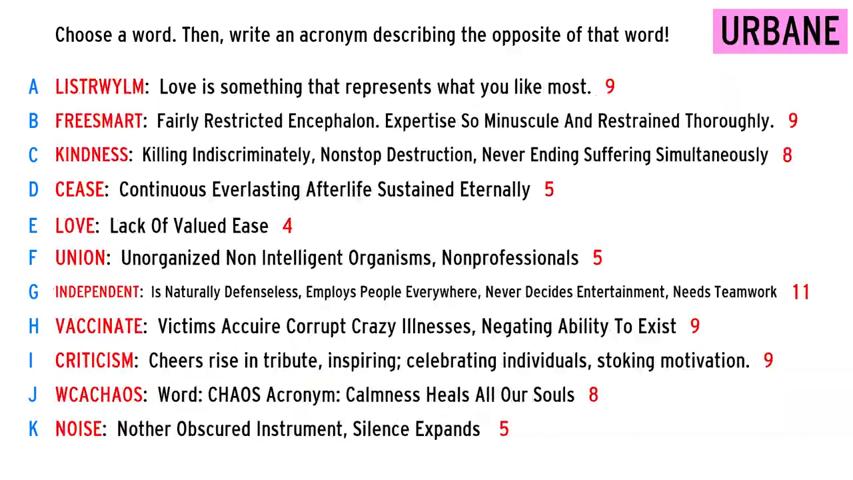 Choose a word. Then, write an acronym describing the opposite of that word! URBANE
A LISTRWYLM: Love is something that represents what you like most. 9
B FREESMART: Fairly Restricted Encephalon. Expertise So Minuscule And Restrained Thoroughly. 9
C KINDNESS: Killing Indiscriminately, Nonstop Destruction, Never Ending Suffering Simultaneously 8
D CEASE: Continuous Everlasting Afterlife Sustained Eternally 5
E LOVE: Lack Of Valued Ease 4
F UNION: Unorganized Non Intelligent Organisms, Nonprofessionals 5
G INDEPENDENT: Is Naturally Defenseless, Employs People Everywhere, Never Decides Entertainment, Needs Teamwork 11
H VACCINATE: Victims Accuire Corrupt Crazy Illnesses, Negating Ability To Exist 9
I CRITICISM: Cheers rise in tribute, inspiring; celebrating individuals, stoking motivation. 9
J WCACHAOS: Word: CHAOS Acronym: Calmness Heals All Our Souls 8
K NOISE: Nother Obscured Instrument, Silence Expands 5